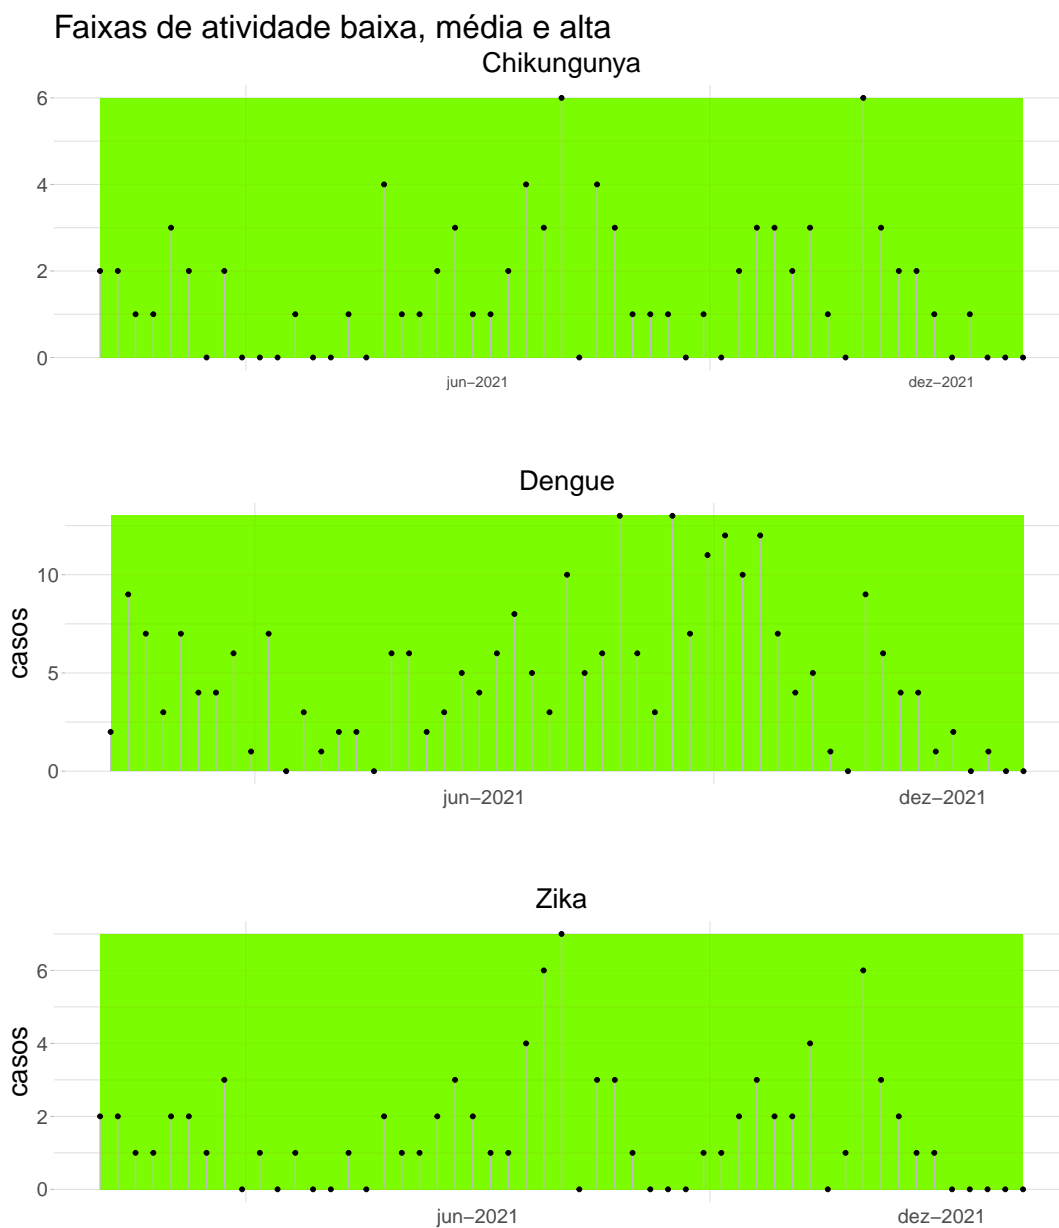 Faixas de atividade baixa, média e alta
Chikungunya
6
4
2
0
jun−2021 dez−2021
Dengue
casos
10
5
0
jun−2021 dez−2021
Zika
casos
6
4
2
0
jun−2021 dez−2021